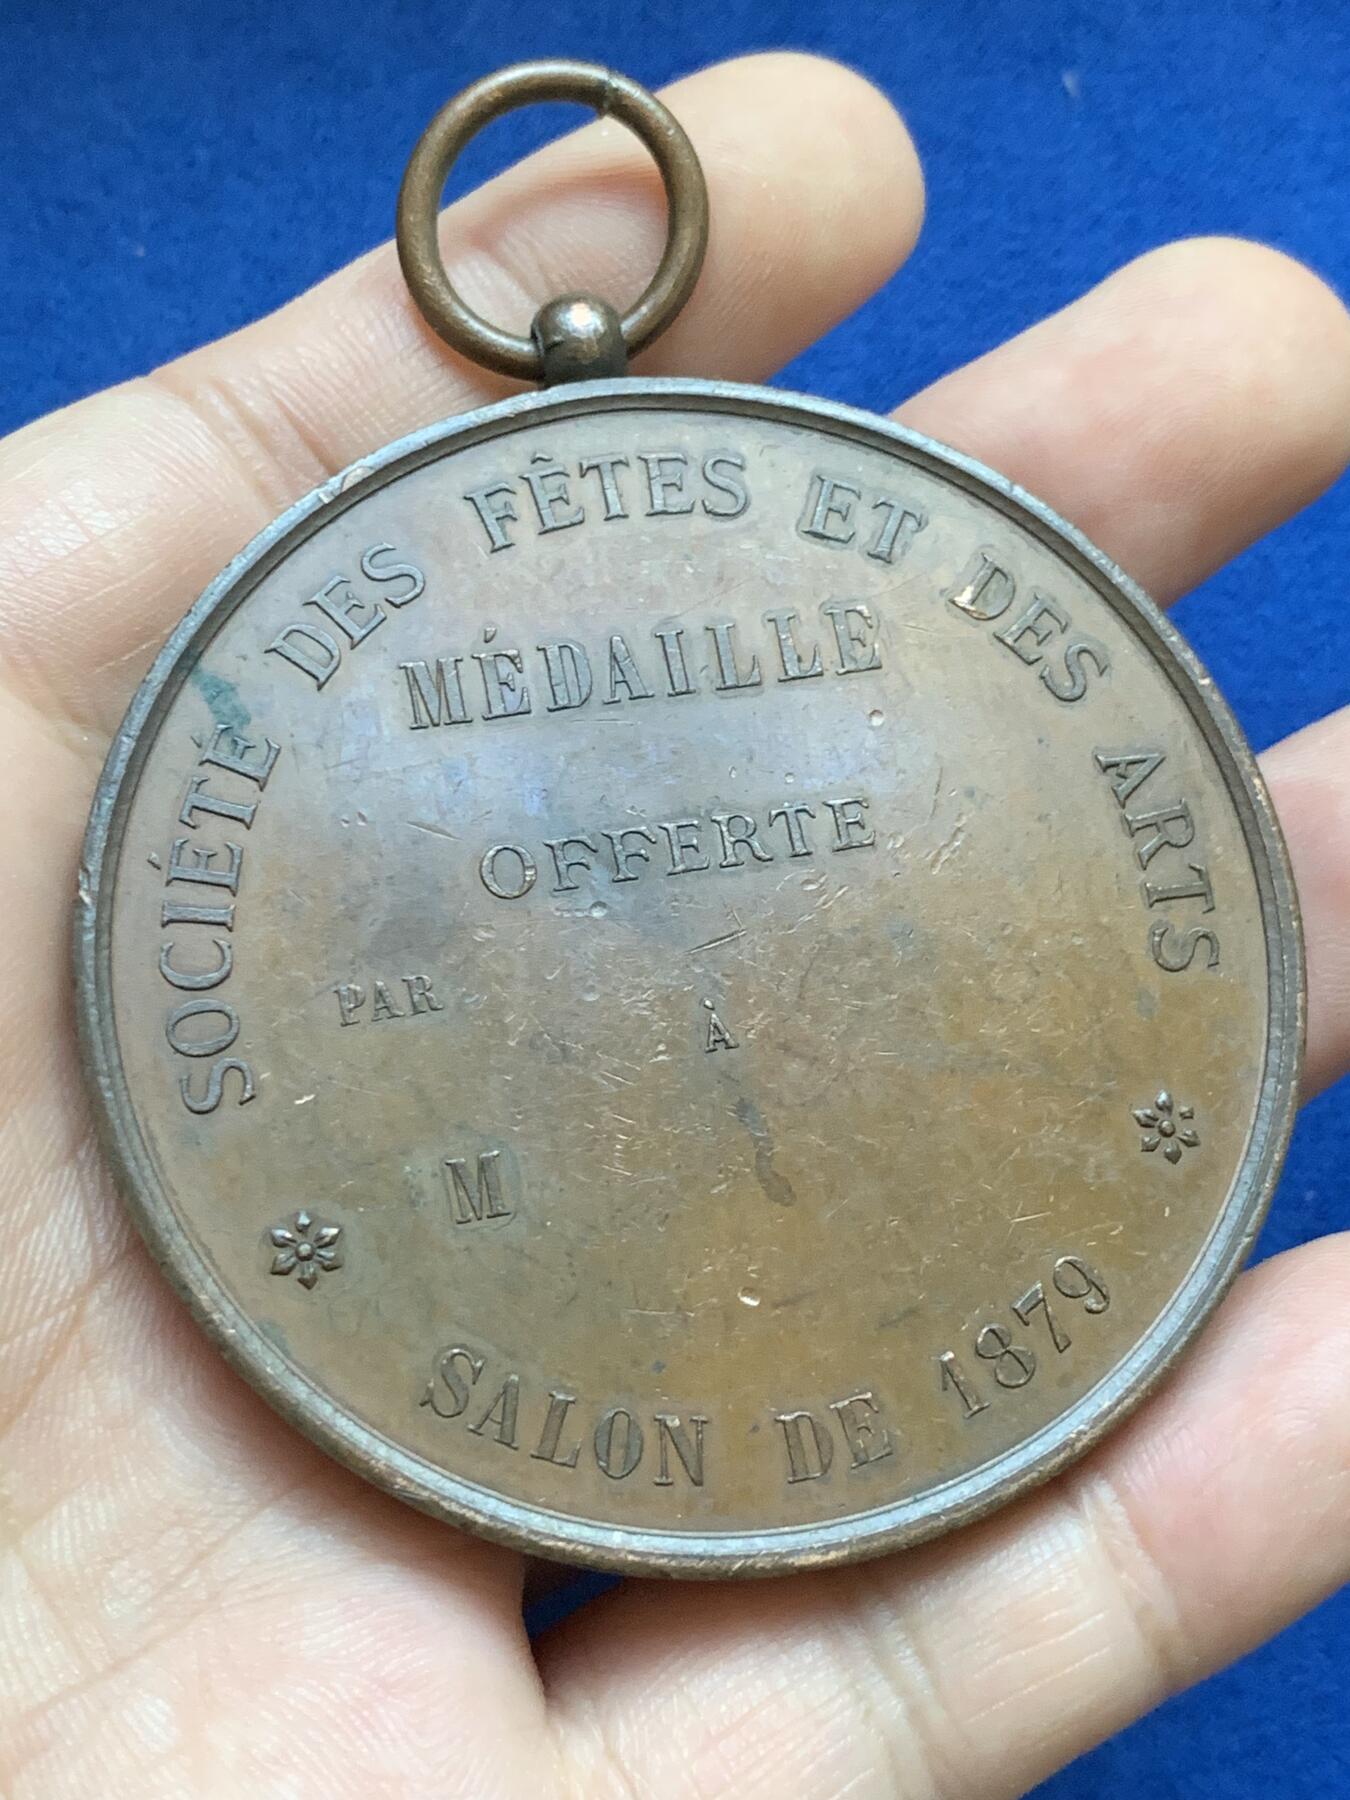 SOCIÉTÉ DES FÊTES ET DES ARTS
MÉDAILLE
OFFERTE
PAR À
M
SALON DE 1879